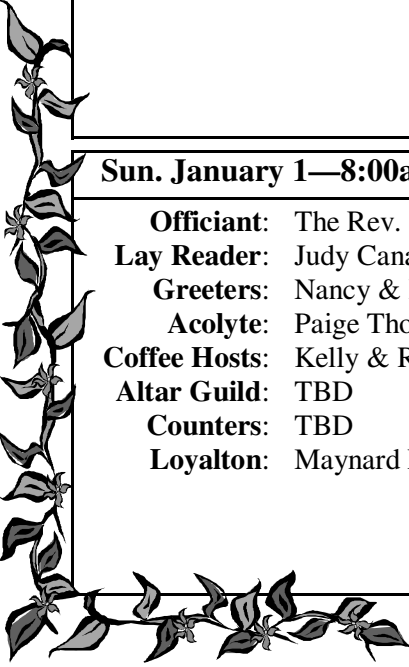 Sun. January 1—8:00a
Officiant: The Rev.
Lay Reader: Judy Cana
Greeters: Nancy &
Acolyte: Paige Tho
Coffee Hosts: Kelly & R
Altar Guild: TBD
Counters: TBD
Loyalton: Maynard